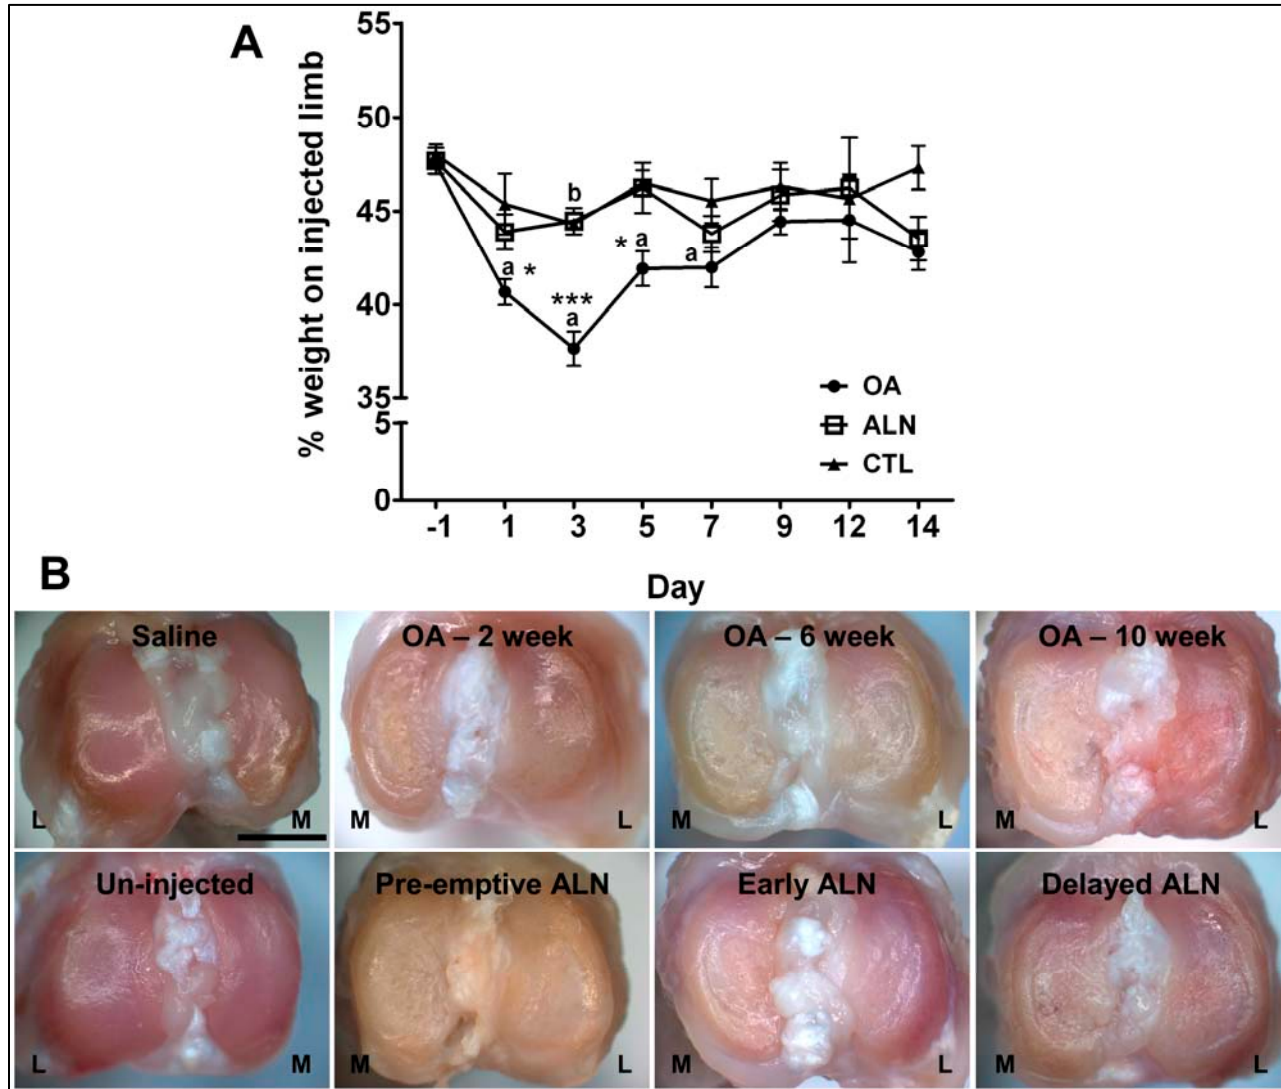 A
% weight on injected limb
55
50
45
40
35
5
0
b
a *
***
a
* a
a
OA
ALN
CTL
-1 1 3 5 7 9 12 14
Day
B
Saline
L M
OA – 2 week
M L
OA – 6 week
M L
OA – 10 week
M L
Un-injected
L M
Pre-emptive ALN
M L
Early ALN
M L
Delayed ALN
M L